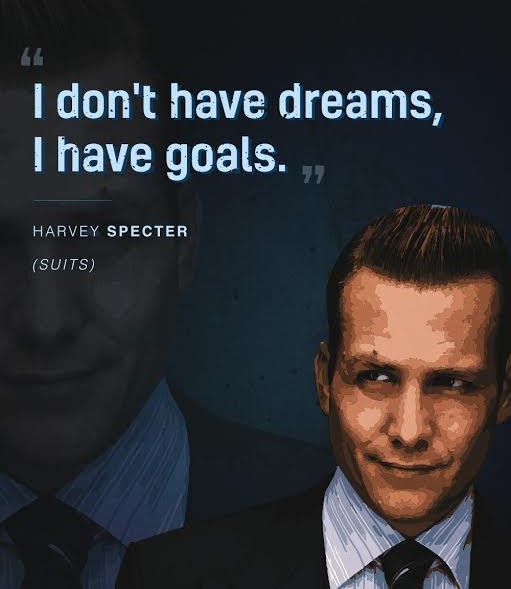 “ I don't have dreams,
I have goals. ”
HARVEY SPECTER
(SUITS)